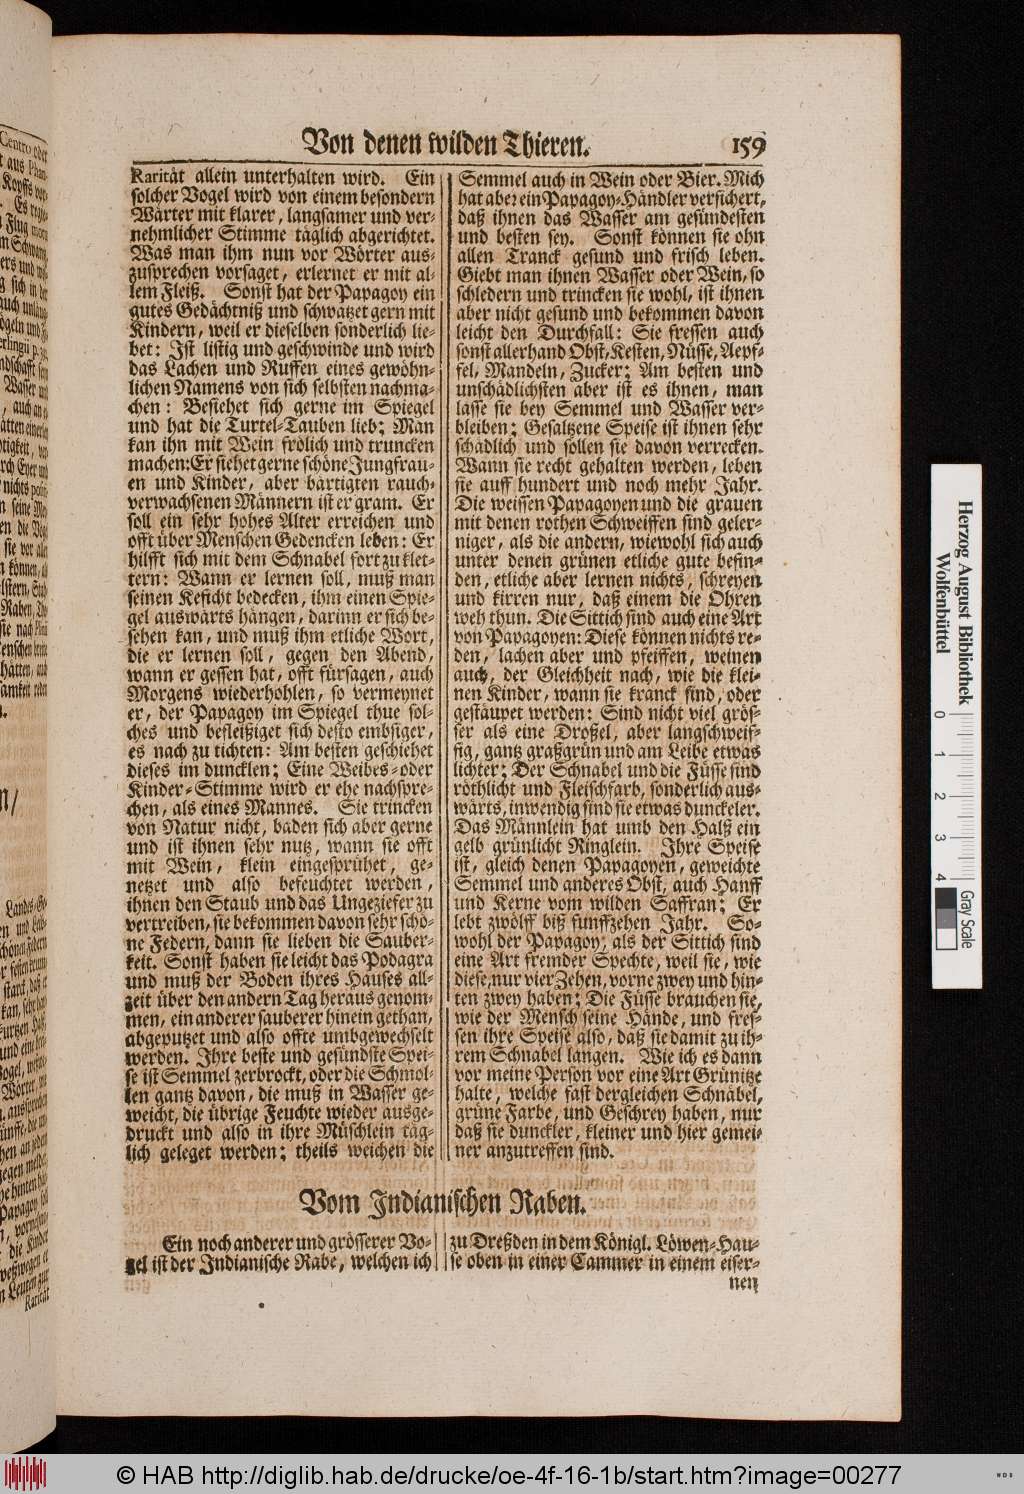 Von denen wilden Thieren. 159
Rarität allein unterhalten wird. Ein
solcher Vogel wird von einem besondern
Wärter mit klarer, langsamer und ver-
nehmlicher Stimme täglich abgerichtet.
Was man ihm nun vor Wörter aus-
zusprechen vorsaget, erlernet er mit al-
lem Fleiß. Sonst hat der Papagoy ein
gutes Gedächtniß und schwätzet gern mit
Kindern, weil er dieselben sonderlich lie-
bet: Ist listig und geschwinde und wird
das Lachen und Ruffen eines gewöhn-
lichen Namens von sich selbsten nachma-
chen: Besiehet sich gerne im Spiegel
und hat die Turtel-Tauben lieb; Man
kan ihn mit Wein frölich und truncken
machen: Er siehet gerne schöne Jungfrau-
en und Kinder, aber bärtigten rauch-
verwachsenen Männern ist er gram. Er
soll ein sehr hohes Alter erreichen und
offt über Menschen Gedencken leben: Er
hilfft sich mit dem Schnabel fort zu klet-
tern: Wann er lernen soll, muß man
seinen Keficht bedecken, ihm einen Spie-
gel auswärts hängen, darinn er sich be-
sehen kan, und muß ihm etliche Wort,
die er lernen soll, gegen den Abend,
wann er gessen hat, offt fürsagen, auch
Morgens wiederhohlen, so vermeynet
er, der Papagoy im Spiegel thue sol-
ches und befleißiget sich desto embsiger,
es nach zu tichten: Am besten geschiehet
dieses im duncklen; Eine Weibes- oder
Kinder-Stimme wird er ehe nachspre-
chen, als eines Mannes. Sie trincken
von Natur nicht, baden sich aber gerne
und ist ihnen sehr nutz, wann sie offt
mit Wein, klein eingesprühet, ge-
netzet und also befeuchtet werden,
ihnen den Staub und das Ungeziefer zu
vertreiben, sie bekommen davon sehr schö-
ne Federn, dann sie lieben die Sauber-
keit. Sonst haben sie leicht das Podagra
und muß der Boden ihres Hauses all-
zeit über den andern Tag heraus genom-
men, ein anderer sauberer hinein gethan,
abgeputzet und also offte umbgewechselt
werden. Ihre beste und gesündste Spei-
se ist Semmel zerbrockt, oder die Schmol-
len gantz davon, die muß in Wasser ge-
weicht, die übrige Feuchte wieder ausge-
druckt und also in ihre Müschlein täg-
lich geleget werden; theils weichen die
Semmel auch in Wein oder Bier. Mich
hat aber ein Papagoy-Händler versichert,
daß ihnen das Wasser am gesündesten
und besten sey. Sonst können sie ohn
allen Tranck gesund und frisch leben.
Giebt man ihnen Wasser oder Wein, so
schledern und trincken sie wohl, ist ihnen
aber nicht gesund und bekommen davon
leicht den Durchfall: Sie fressen auch
sonst allerhand Obst, Kesten, Nüsse, Aepf-
fel, Mandeln, Zucker; Am besten und
unschädlichsten aber ist es ihnen, man
lasse sie bey Semmel und Wasser ver-
bleiben; Gesaltzene Speise ist ihnen sehr
schädlich und sollen sie davon verrecken.
Wann sie recht gehalten werden, leben
sie auff hundert und noch mehr Jahr.
Die weissen Papagoyen und die grauen
mit denen rothen Schweiffen sind geler-
niger, als die andern, wiewohl sich auch
unter denen grünen etliche gute befin-
den, etliche aber lernen nichts, schreyen
und kirren nur, daß einem die Ohren
weh thun. Die Sittich sind auch eine Art
von Papagoyen: Diese können nichts re-
den, lachen aber und pfeiffen, weinen
auch, der Gleichheit nach, wie die klei-
nen Kinder, wann sie kranck sind, oder
gestäupet werden: Sind nicht viel grös-
ser als eine Droßel, aber langschweif-
fig, gantz graßgrün und am Leibe etwas
lichter; Der Schnabel und die Füsse sind
röthlicht und Fleischfarb, sonderlich aus-
wärts, inwendig sind sie etwas dunckeler.
Das Männlein hat umb den Halß ein
gelb grünlicht Ringlein. Ihre Speise
ist, gleich denen Papagoyen, geweichte
Semmel und anderes Obst, auch Hanff
und Kerne vom wilden Saffran; Er
lebt zwölff biß funffzehen Jahr. So-
wohl der Papagoy, als der Sittich sind
eine Art fremder Spechte, weil sie, wie
diese, nur vier Zehen, vorne zwey und hin-
ten zwey haben; Die Füsse brauchen sie,
wie der Mensch seine Hände, und fres-
sen ihre Speise also, daß sie damit zu ih-
rem Schnabel langen. Wie ich es dann
vor meine Person vor eine Art Grünitze
halte, welche fast dergleichen Schnäbel,
grüne Farbe, und Geschrey haben, nur
daß sie dunckler, kleiner und hier gemei-
ner anzutreffen sind.
Vom Indianischen Raben.
Ein noch anderer und grösserer Vo-
gel ist der Indianische Rabe, welchen ich
zu Dreßden in dem Königl. Löwen-Hau-
se oben in einer Cammer in einem eiser-
nen
Herzog August Bibliothek
Wolfenbüttel
0 1 2 3 4
Gray Scale
© HAB http://diglib.hab.de/drucke/oe-4f-16-1b/start.htm?image=00277